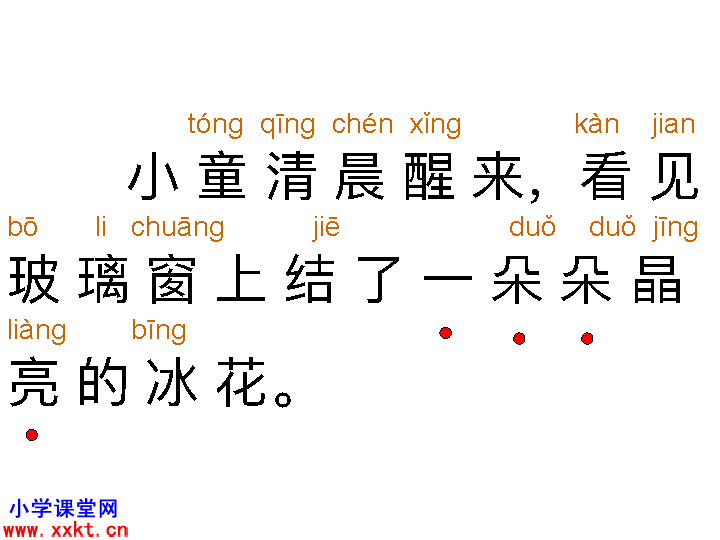 tóng qīng chén xǐng kàn jian
小童清晨醒来，看见
bō li chuāng jiē duǒ duǒ jīng
玻璃窗上结了一朵朵晶
liàng bīng
亮的冰花。
小学课堂网
www.xxkt.cn